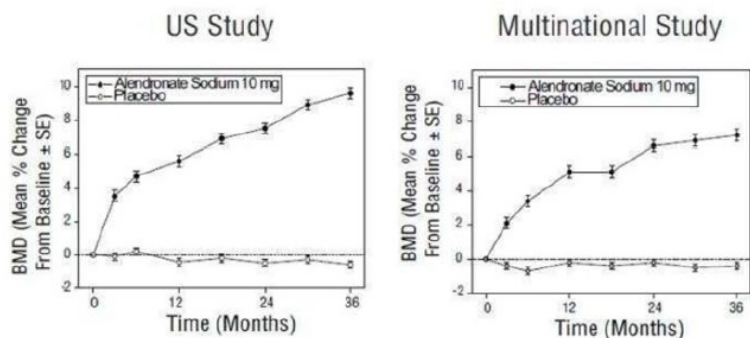 US Study
Alendronate Sodium 10 mg
Placebo
BMD (Mean % Change
From Baseline ± SE)
10
8
6
4
2
0
-2
0
12
24
36
Time (Months)
Multinational Study
Alendronate Sodium 10 mg
Placebo
BMD (Mean % Change
From Baseline ± SE)
10
8
6
4
2
0
-2
0
12
24
36
Time (Months)